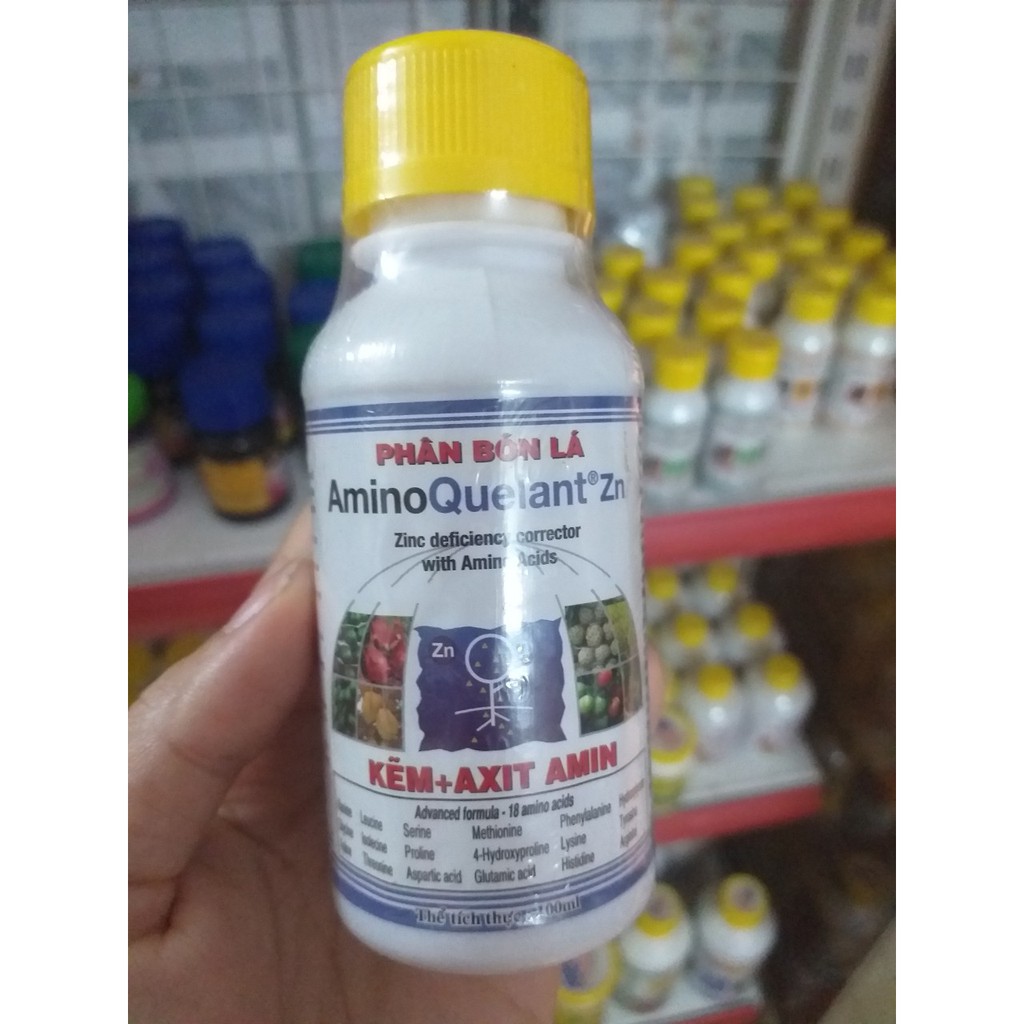 PHÂN BÓN LÁ
AminoQuelant®Zn
Zinc deficiency corrector
with Amino Acids
Zn
KẼM+AXIT AMIN
Advanced formula - 18 amino acids
Leucine Serine Methionine Phenylalanine
Isoleucine Proline 4-Hydroxyproline Lysine Tyrosine
Threonine Aspartic acid Glutamic acid Histidine
Thể tích thực: 100ml